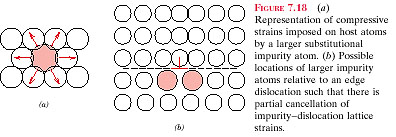 FIGURE 7.18 (a)
Representation of compressive
strains imposed on host atoms
by a larger substitutional
impurity atom. (b) Possible
locations of larger impurity
atoms relative to an edge
dislocation such that there is
partial cancellation of
impurity–dislocation lattice
strains.
(a)
(b)